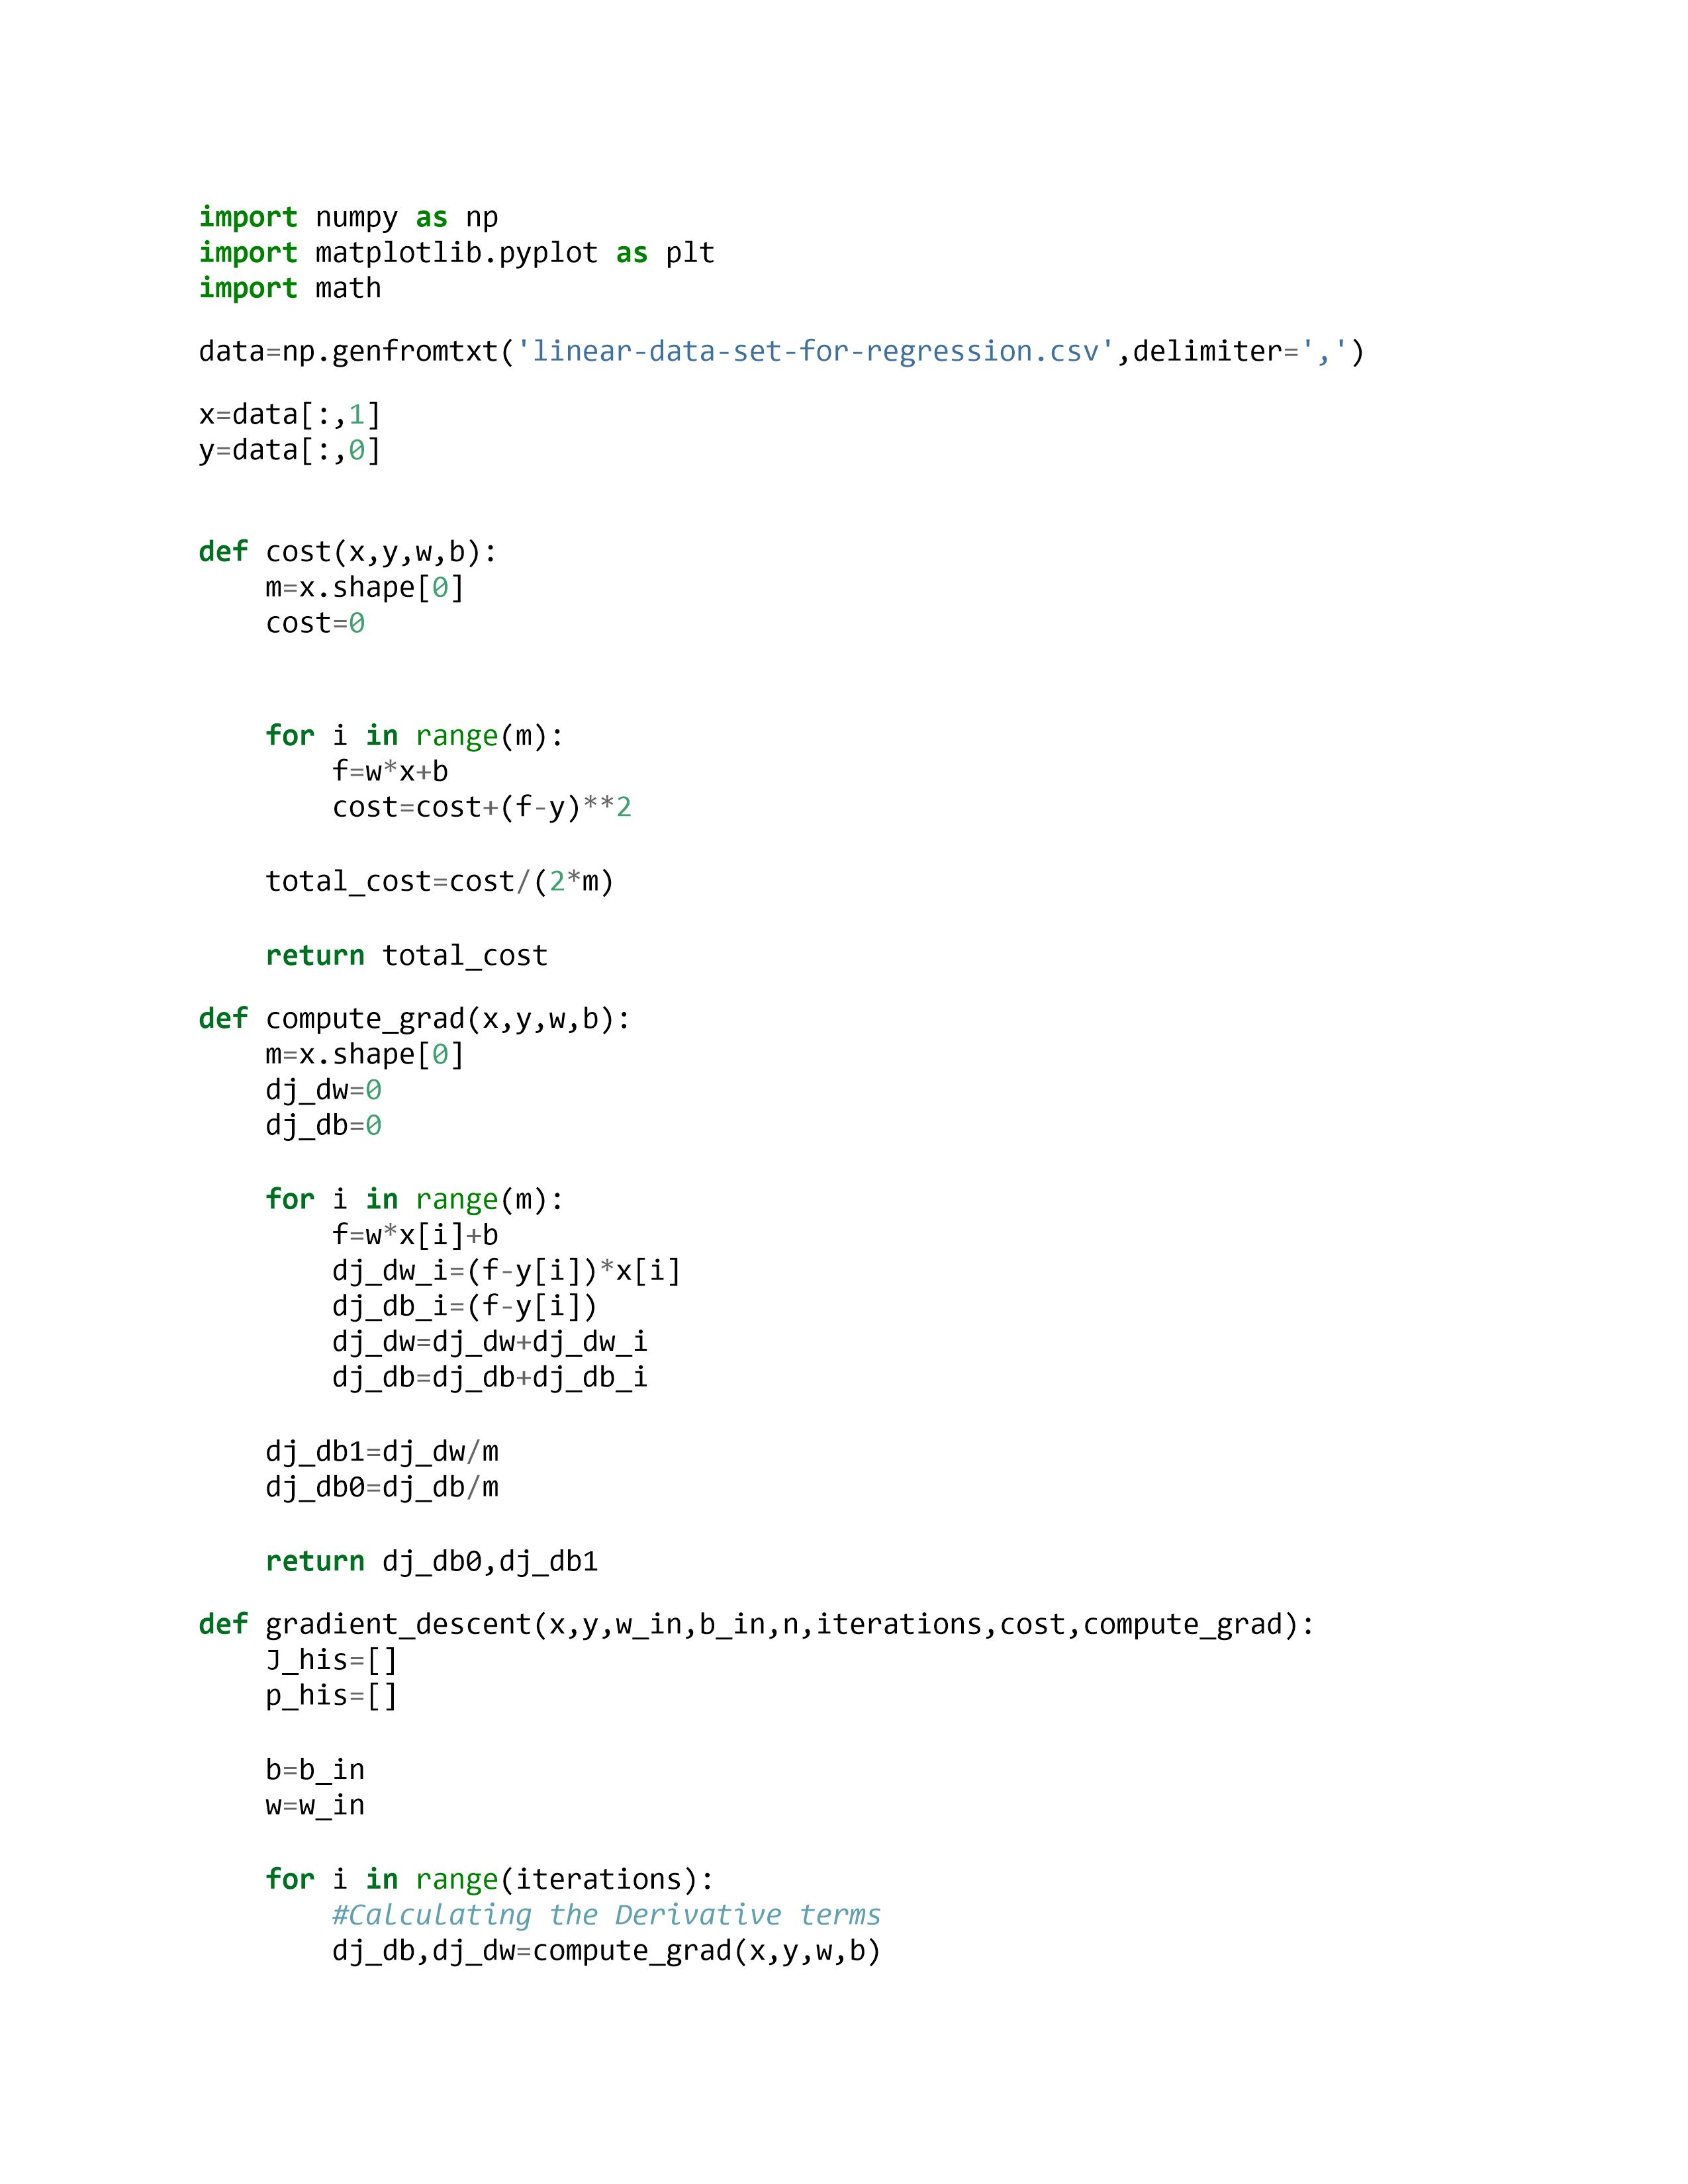 import numpy as np
import matplotlib.pyplot as plt
import math
data=np.genfromtxt('linear-data-set-for-regression.csv',delimiter=',')
x=data[:,1]
y=data[:,0]
def cost(x,y,w,b):
    m=x.shape[0]
    cost=0
    for i in range(m):
        f=w*x+b
        cost=cost+(f-y)**2
    total_cost=cost/(2*m)
    return total_cost
def compute_grad(x,y,w,b):
    m=x.shape[0]
    dj_dw=0
    dj_db=0
    for i in range(m):
        f=w*x[i]+b
        dj_dw_i=(f-y[i])*x[i]
        dj_db_i=(f-y[i])
        dj_dw=dj_dw+dj_dw_i
        dj_db=dj_db+dj_db_i
    dj_db1=dj_dw/m
    dj_db0=dj_db/m
    return dj_db0,dj_db1
def gradient_descent(x,y,w_in,b_in,n,iterations,cost,compute_grad):
    J_his=[]
    p_his=[]
    b=b_in
    w=w_in
    for i in range(iterations):
        #Calculating the Derivative terms
        dj_db,dj_dw=compute_grad(x,y,w,b)